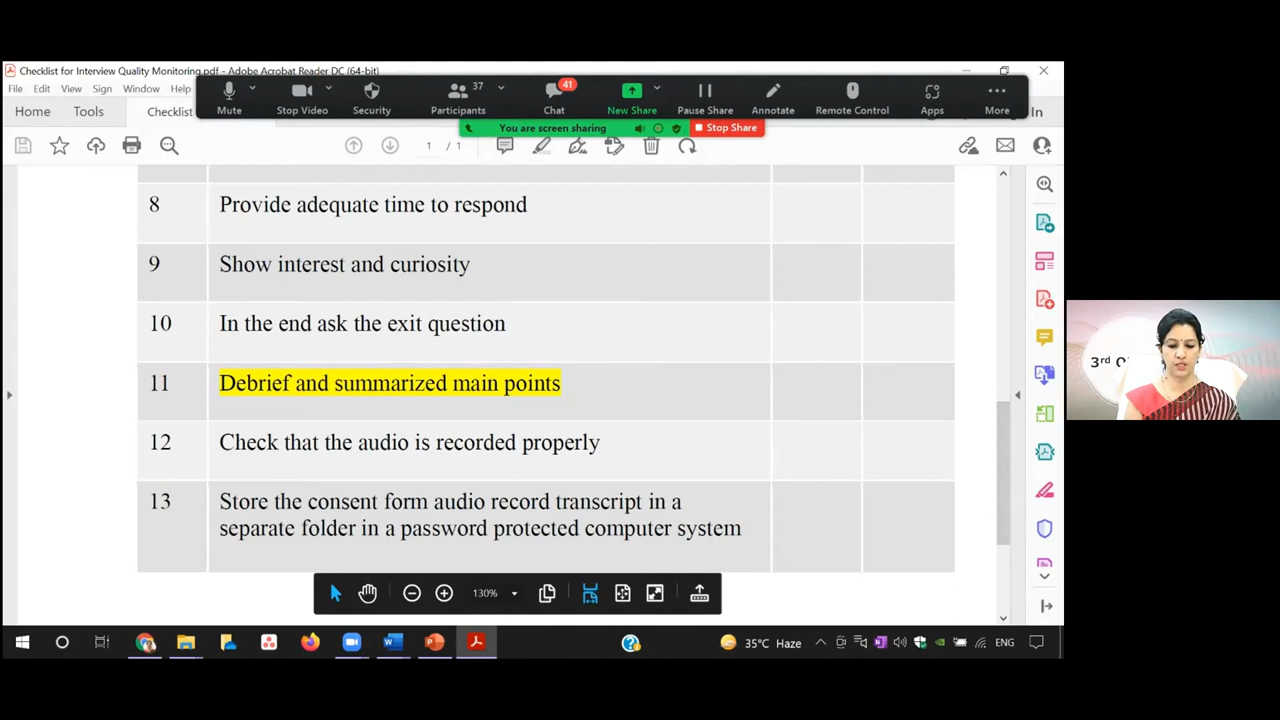 Checklist for Interview Quality Monitoring.pdf - Adobe Acrobat Reader DC (64-bit)
File Edit View Sign Window Help
Mute Stop Video Security Participants 37 Chat 41 New Share Pause Share Annotate Remote Control Apps More
Home Tools Checklist In
You are screen sharing Stop Share
1 / 1
8 Provide adequate time to respond
9 Show interest and curiosity
10 In the end ask the exit question
11 Debrief and summarized main points
12 Check that the audio is recorded properly
13 Store the consent form audio record transcript in a
separate folder in a password protected computer system
130%
35°C Haze ENG
3rd